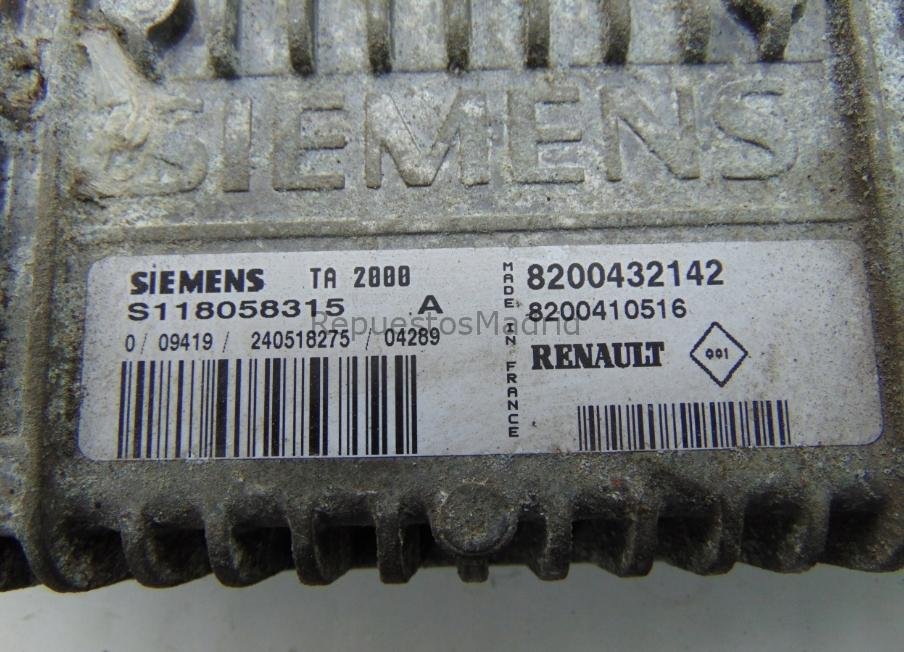 SIEMENS
SIEMENS TA 2000
S118058315 A
0/ 09419/ 240518275/ 04289
MADE IN FRANCE
8200432142
8200410516
RENAULT 001
RepuestosMadrid